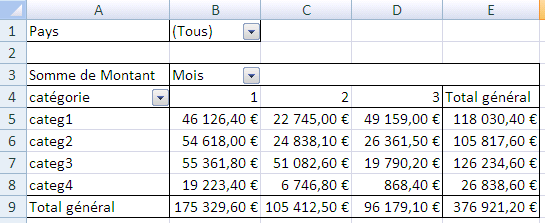 A B C D E
1 Pays (Tous)
2
3 Somme de Montant Mois
4 catégorie 1 2 3 Total général
5 categ1 46 126,40 € 22 745,00 € 49 159,00 € 118 030,40 €
6 categ2 54 618,00 € 24 838,10 € 26 361,50 € 105 817,60 €
7 categ3 55 361,80 € 51 082,60 € 19 790,20 € 126 234,60 €
8 categ4 19 223,40 € 6 746,80 € 868,40 € 26 838,60 €
9 Total général 175 329,60 € 105 412,50 € 96 179,10 € 376 921,20 €